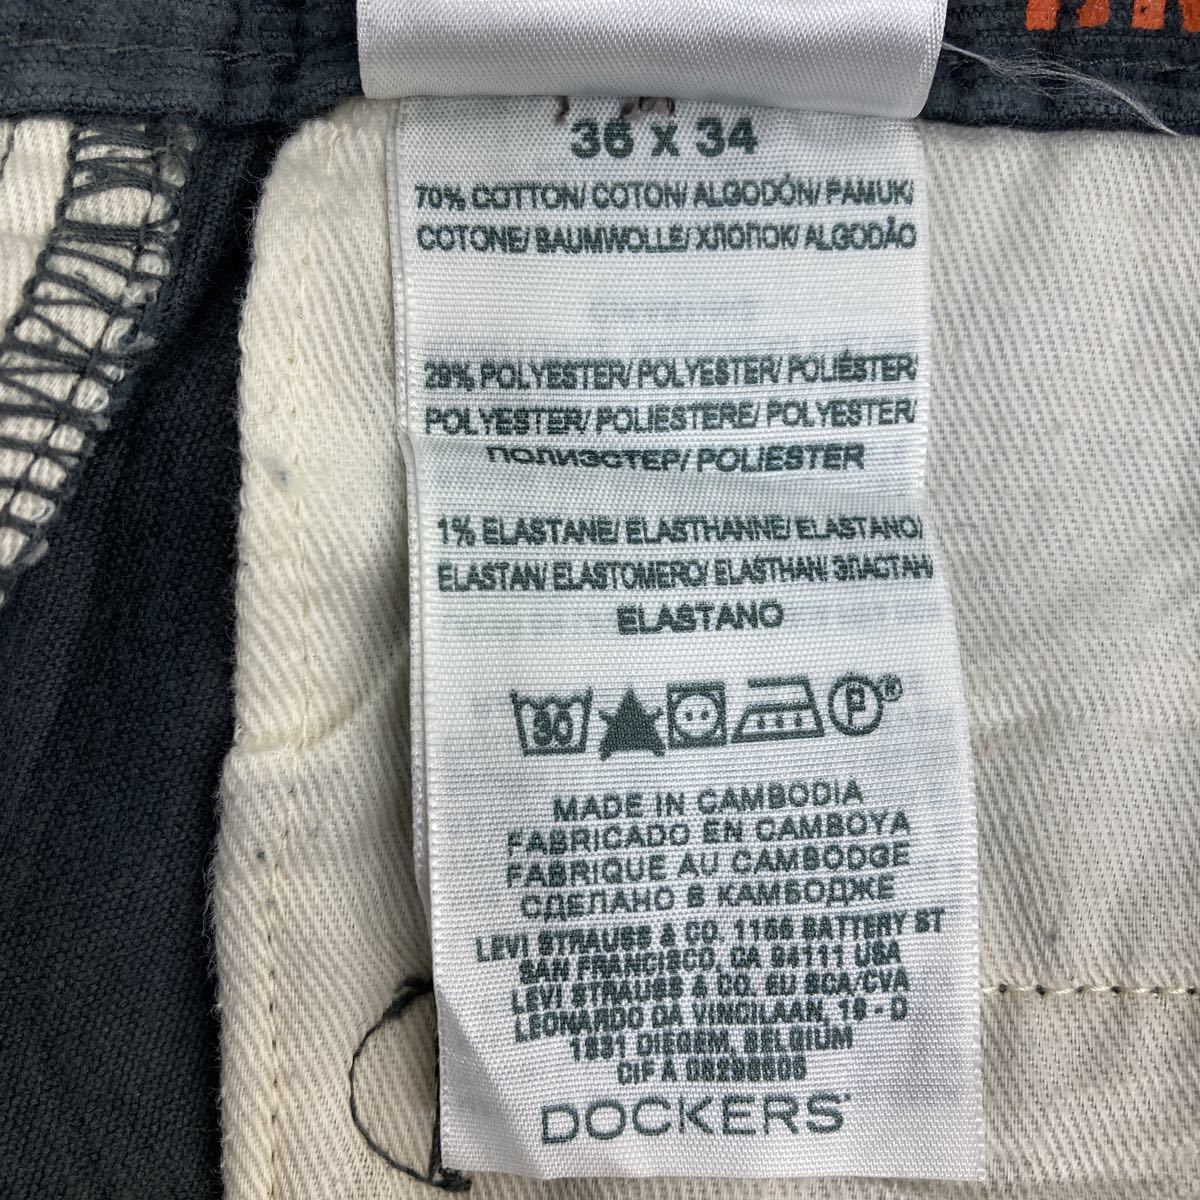 36 x 34
70% COTTON/ COTON/ ALGODÓN/ PAMUK/
COTONE/ BAUMWOLLE/ ХЛОПОК/ ALGODÃO
29% POLYESTER/ POLYESTER/ POLIÉSTER/
POLYESTER/ POLIESTERE/ POLYESTER/
ПОЛИЭСТЕР/ POLIESTER
1% ELASTANE/ ELASTHANNE/ ELASTANO/
ELASTAN/ ELASTOMERO/ ELASTHAN/ ЭЛАСТАН/
ELASTANO
30 P ®
MADE IN CAMBODIA
FABRICADO EN CAMBOYA
FABRIQUE AU CAMBODGE
СДЕЛАНО В КАМБОДЖЕ
LEVI STRAUSS & CO. 1155 BATTERY ST
SAN FRANCISCO, CA 94111 USA
LEVI STRAUSS & CO. EU SCA/CVA
LEONARDO DA VINCILAAN, 19 - D
1831 DIEGEM, BELGIUM
CIF A
DOCKERS